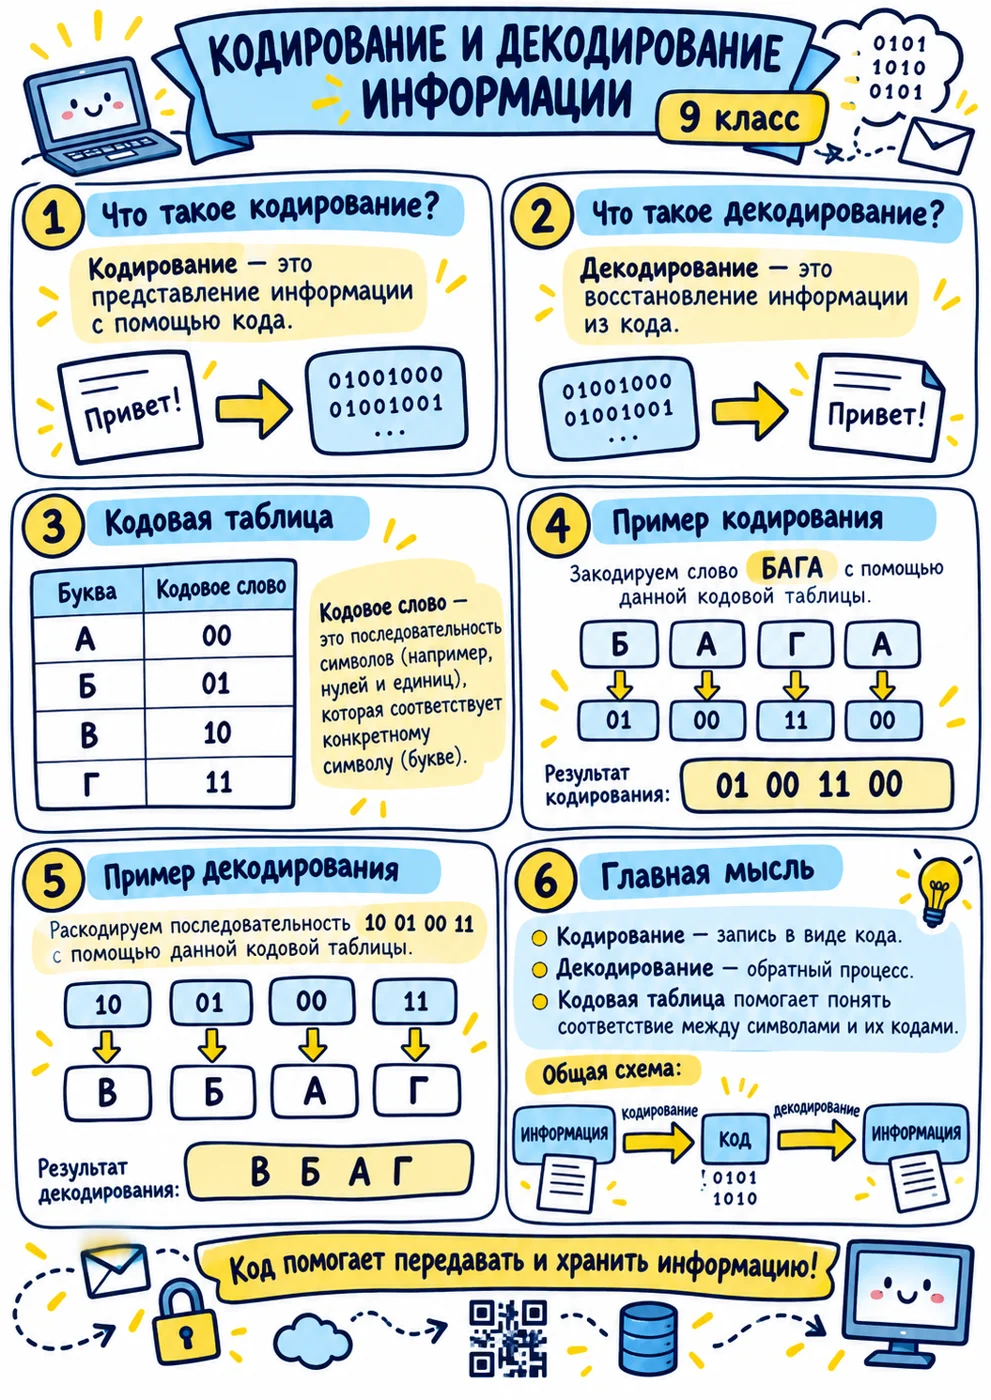 КОДИРОВАНИЕ И ДЕКОДИРОВАНИЕ
ИНФОРМАЦИИ
9 класс
0101
1010
0101
1 Что такое кодирование?
Кодирование — это
представление информации
с помощью кода.
Привет!
01001000
01001001
...
2 Что такое декодирование?
Декодирование — это
восстановление информации
из кода.
01001000
01001001
...
Привет!
3 Кодовая таблица
Буква Кодовое слово
А 00
Б 01
В 10
Г 11
Кодовое слово —
это последовательность
символов (например,
нулей и единиц),
которая соответствует
конкретному
символу (букве).
4 Пример кодирования
Закодируем слово БАГА с помощью
данной кодовой таблицы.
Б А Г А
01 00 11 00
Результат
кодирования:
01 00 11 00
5 Пример декодирования
Раскодируем последовательность 10 01 00 11
с помощью данной кодовой таблицы.
10 01 00 11
В Б А Г
Результат
декодирования:
В Б А Г
6 Главная мысль
Кодирование — запись в виде кода.
Декодирование — обратный процесс.
Кодовая таблица помогает понять
соответствие между символами и их кодами.
Общая схема:
ИНФОРМАЦИЯ
кодирование
КОД
0101
1010
декодирование
ИНФОРМАЦИЯ
Код помогает передавать и хранить информацию!